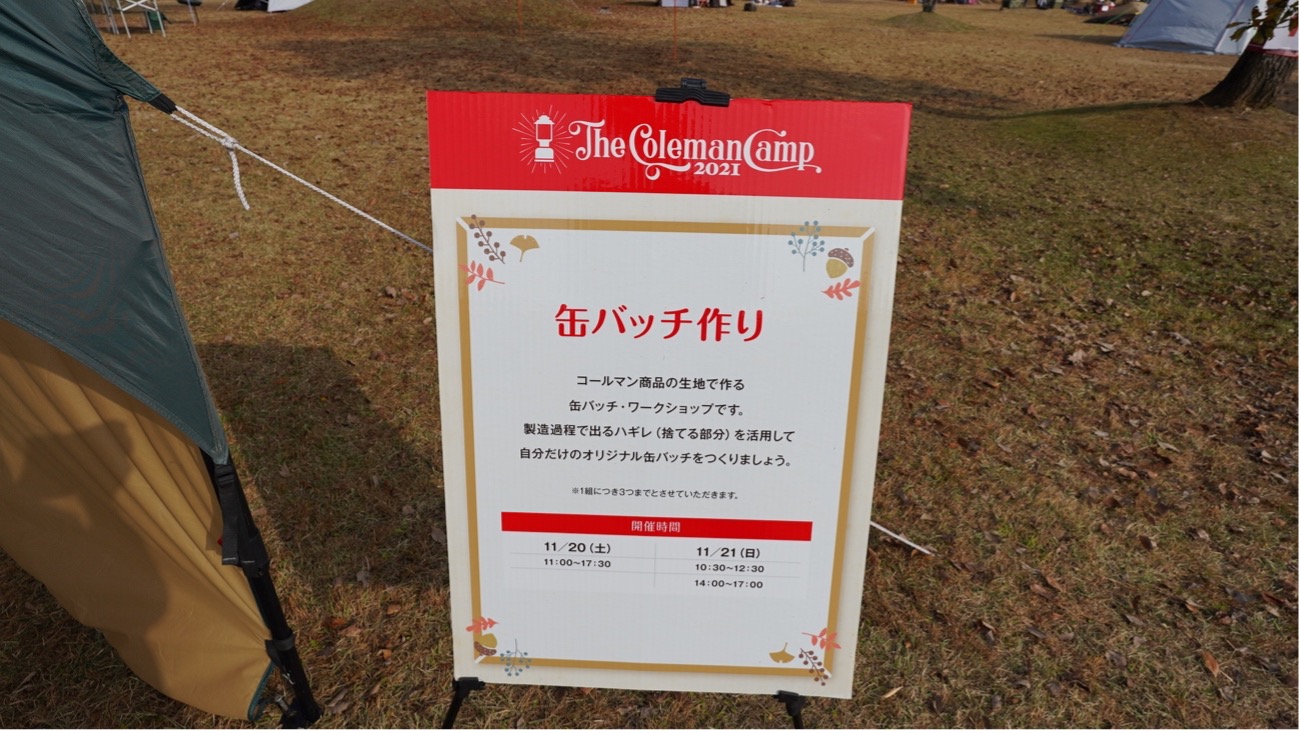 The Coleman Camp
2021
缶バッチ作り
コールマン商品の生地で作る
缶バッチ・ワークショップです。
製造過程で出るハギレ（捨てる部分）を活用して
自分だけのオリジナル缶バッチをつくりましょう。
※1組につき3つまでとさせていただきます。
開催時間
11／20（土） 11／21（日）
11:00~17:30 10:30~12:30
14:00~17:00